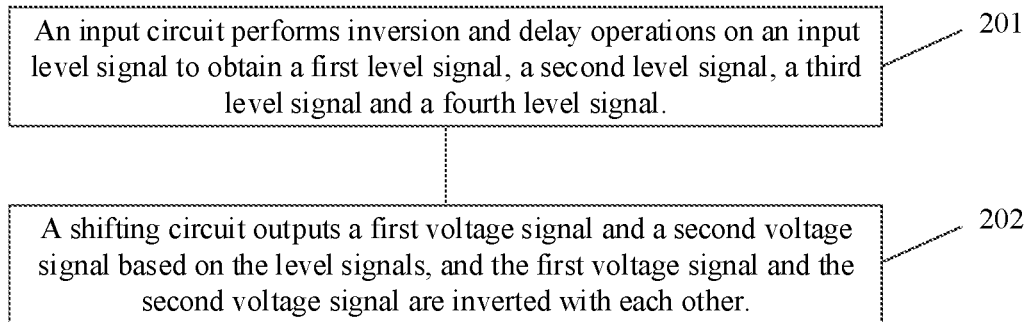 An input circuit performs inversion and delay operations on an input
level signal to obtain a first level signal, a second level signal, a third
level signal and a fourth level signal.
201
A shifting circuit outputs a first voltage signal and a second voltage
signal based on the level signals, and the first voltage signal and the
second voltage signal are inverted with each other.
202